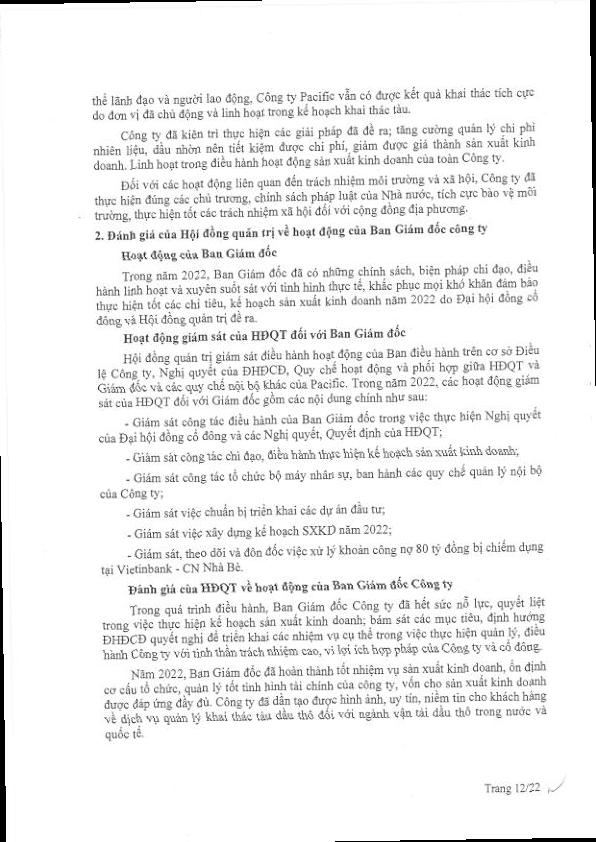 thể lãnh đạo và người lao động, Công ty Pacific vẫn có được kết quả khai thác tích cực
do đơn vị đã chủ động và linh hoạt trong kế hoạch khai thác tàu.
Công ty đã kiên trì thực hiện các giải pháp đã đề ra; tăng cường quản lý chi phí
nhiên liệu, dầu nhờn nên tiết kiệm được chi phí, giảm được giá thành sản xuất kinh
doanh. Linh hoạt trong điều hành hoạt động sản xuất kinh doanh của toàn Công ty.
Đối với các hoạt động liên quan đến trách nhiệm môi trường và xã hội, Công ty đã
thực hiện đúng các chủ trương, chính sách pháp luật của Nhà nước, tích cực bảo vệ môi
trường, thực hiện tốt các trách nhiệm xã hội đối với cộng đồng địa phương.
2. Đánh giá của Hội đồng quản trị về hoạt động của Ban Giám đốc công ty
Hoạt động của Ban Giám đốc
Trong năm 2022, Ban Giám đốc đã có những chính sách, biện pháp chỉ đạo, điều
hành linh hoạt và xuyên suốt sát với tình hình thực tế, khắc phục mọi khó khăn đảm bảo
thực hiện tốt các chỉ tiêu, kế hoạch sản xuất kinh doanh năm 2022 do Đại hội đồng cổ
đông và Hội đồng quản trị đề ra.
Hoạt động giám sát của HĐQT đối với Ban Giám đốc
Hội đồng quản trị giám sát điều hành hoạt động của Ban điều hành trên cơ sở Điều
lệ Công ty, Nghị quyết của ĐHĐCĐ, Quy chế hoạt động và phối hợp giữa HĐQT và
Giám đốc và các quy chế nội bộ khác của Pacific. Trong năm 2022, các hoạt động giám
sát của HĐQT đối với Giám đốc gồm các nội dung chính như sau:
- Giám sát công tác điều hành của Ban Giám đốc trong việc thực hiện Nghị quyết
của Đại hội đồng cổ đông và các Nghị quyết, Quyết định của HĐQT;
- Giám sát công tác chỉ đạo, điều hành thực hiện kế hoạch sản xuất kinh doanh;
- Giám sát công tác tổ chức bộ máy nhân sự, ban hành các quy chế quản lý nội bộ
của Công ty;
- Giám sát việc chuẩn bị triển khai các dự án đầu tư;
- Giám sát việc xây dựng kế hoạch SXKD năm 2022;
- Giám sát, theo dõi và đôn đốc việc xử lý khoản công nợ 80 tỷ đồng bị chiếm dụng
tại Vietinbank - CN Nhà Bè.
Đánh giá của HĐQT về hoạt động của Ban Giám đốc Công ty
Trong quá trình điều hành, Ban Giám đốc Công ty đã hết sức nỗ lực, quyết liệt
trong việc thực hiện kế hoạch sản xuất kinh doanh; bám sát các mục tiêu, định hướng
ĐHĐCĐ quyết nghị để triển khai các nhiệm vụ cụ thể trong việc thực hiện quản lý, điều
hành Công ty với tinh thần trách nhiệm cao, vì lợi ích hợp pháp của Công ty và cổ đông.
Năm 2022, Ban Giám đốc đã hoàn thành tốt nhiệm vụ sản xuất kinh doanh, ổn định
cơ cấu tổ chức, quản lý tốt tình hình tài chính của công ty, vốn cho sản xuất kinh doanh
được đáp ứng đầy đủ. Công ty đã dần tạo được hình ảnh, uy tín, niềm tin cho khách hàng
về dịch vụ quản lý khai thác tàu dầu thô đối với ngành vận tải dầu thô trong nước và
quốc tế.
Trang 12/22